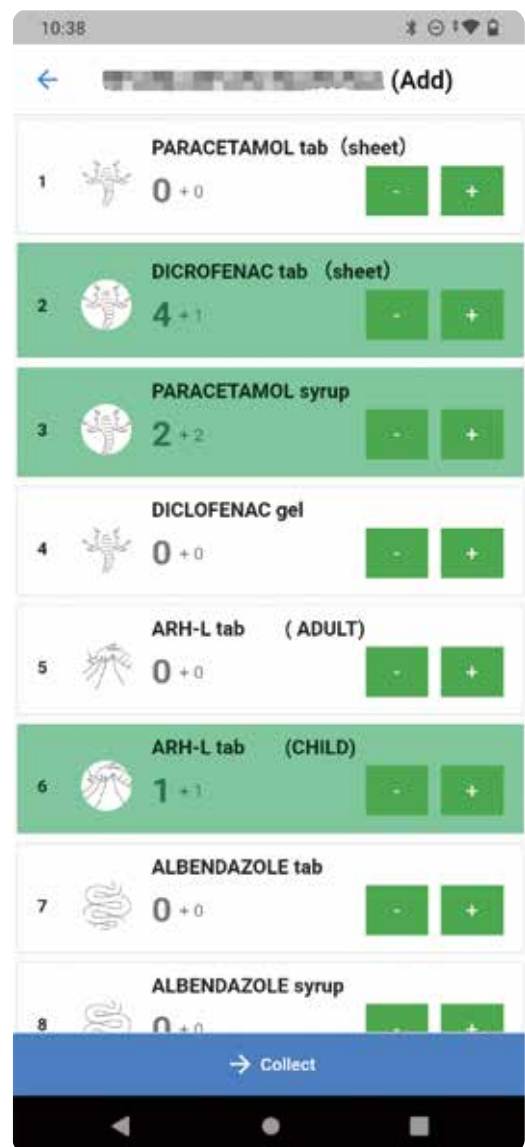 10:38
(Add)
PARACETAMOL tab (sheet)
1
0 + 0
- +
DICROFENAC tab (sheet)
2
4 + 1
- +
PARACETAMOL syrup
3
2 + 2
- +
DICLOFENAC gel
4
0 + 0
- +
ARH-L tab ( ADULT)
5
0 + 0
- +
ARH-L tab (CHILD)
6
1 + 1
- +
ALBENDAZOLE tab
7
0 + 0
- +
ALBENDAZOLE syrup
8
0 + 0
- +
→ Collect